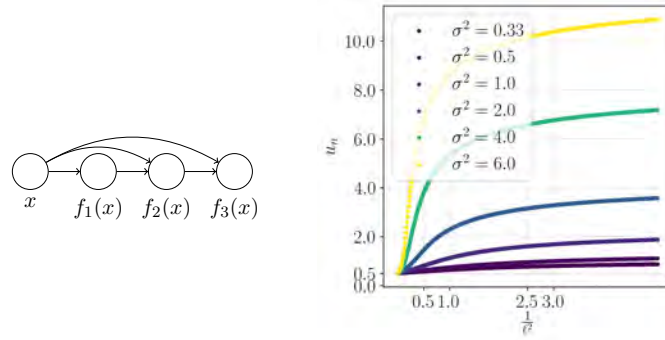 x
f₁(x)
f₂(x)
f₃(x)
10.0
8.0
6.0
4.0
2.0
0.5
0.0
uₙ
σ² = 0.33
σ² = 0.5
σ² = 1.0
σ² = 2.0
σ² = 4.0
σ² = 6.0
0.5 1.0 2.5 3.0
1/ℓ²